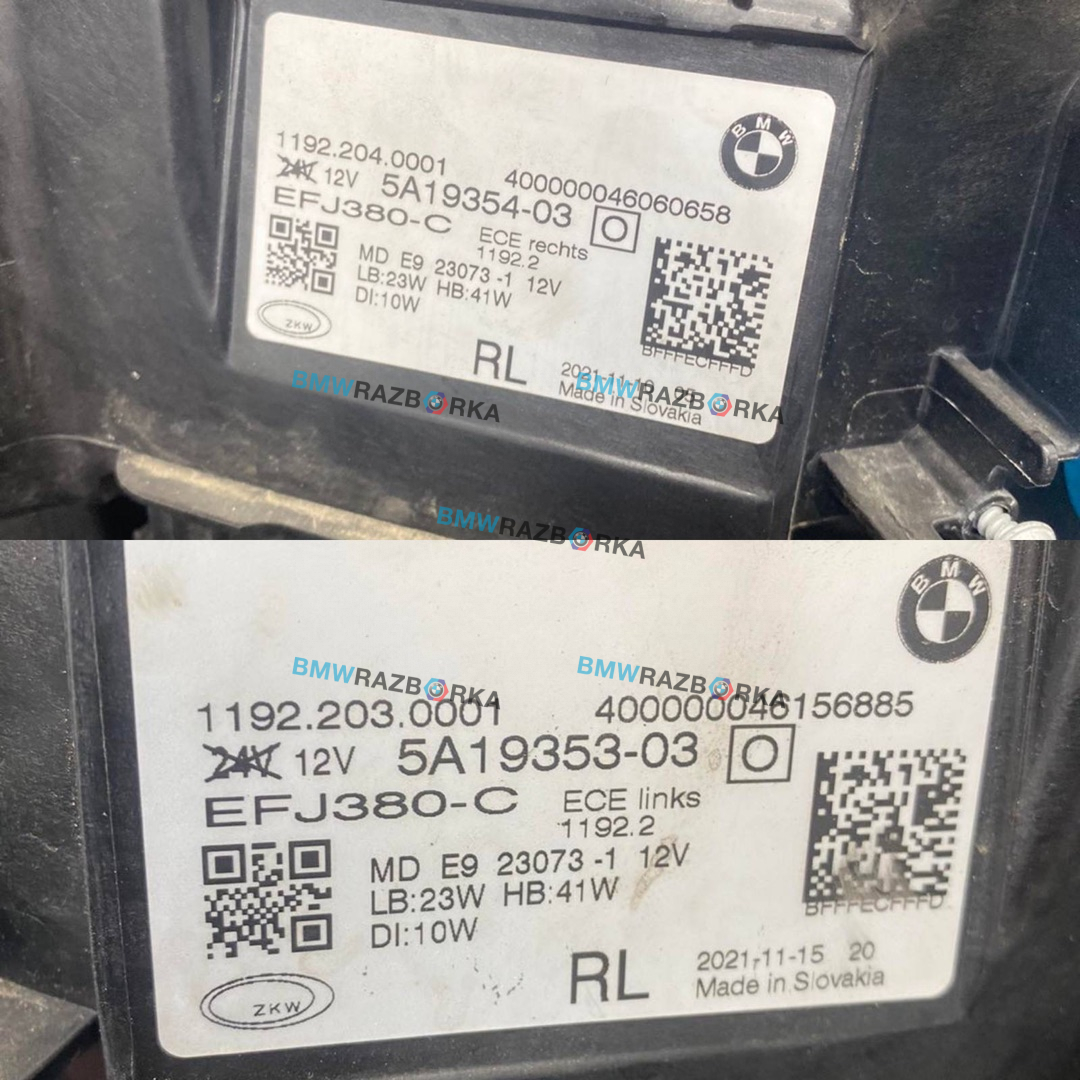 BMW
1192.204.0001 400000046060658
24V 12V 5A19354-03 O
EFJ380-C ECE rechts
1192.2
MD E9 23073 -1 12V
LB:23W HB:41W
DI:10W
ZKW
BFFFECFFFD
RL
Made in Slovakia
BMWRAZBORKA
BMWRAZBORKA
BMWRAZBORKA
BMW
BMWRAZBORKA
BMWRAZBORKA
1192.203.0001 400000046156885
24V 12V 5A19353-03 O
EFJ380-C ECE links
1192.2
MD E9 23073 -1 12V
LB:23W HB:41W
DI:10W
BFFFECFFFD
ZKW
RL
2021-11-15 20
Made in Slovakia